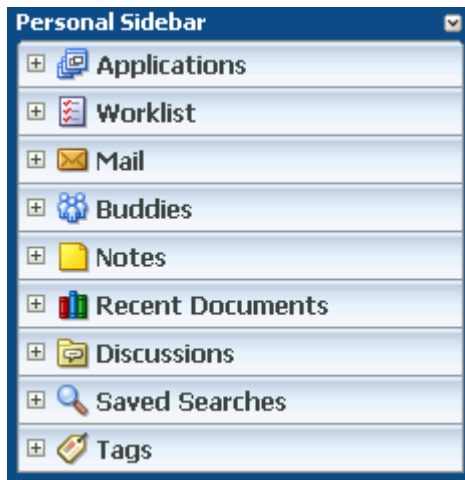 Personal Sidebar
Applications
Worklist
Mail
Buddies
Notes
Recent Documents
Discussions
Saved Searches
Tags